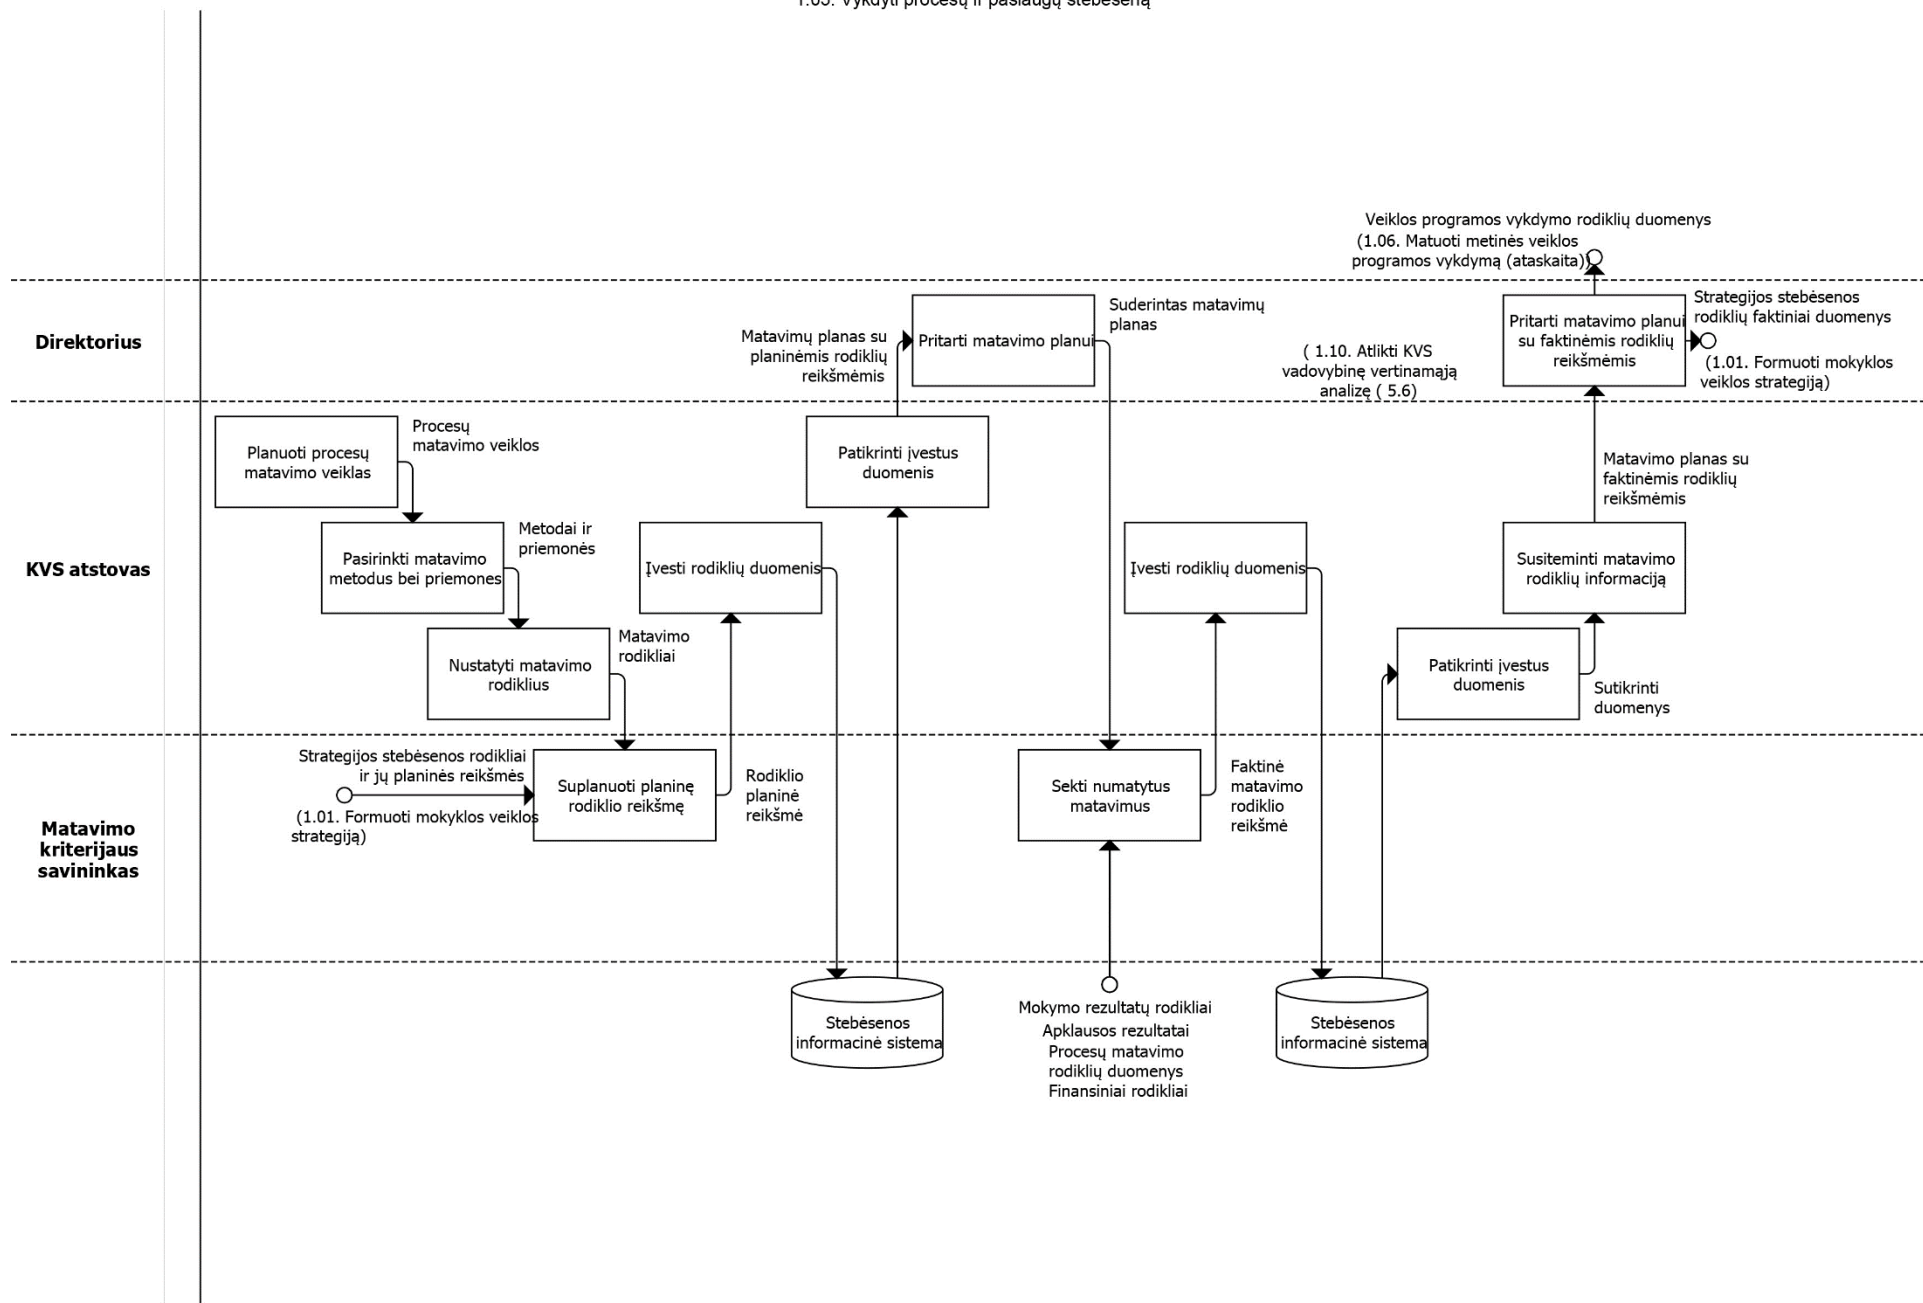 1.05. Vykdyti procesų ir paslaugų stebėseną
Veiklos programos vykdymo rodiklių duomenys
(1.06. Matuoti metinės veiklos
programos vykdymą (ataskaita))
Direktorius
Matavimų planas su
planinėmis rodiklių
reikšmėmis
Pritarti matavimo planui
Suderintas matavimų
planas
( 1.10. Atlikti KVS
vadovybinę vertinamąją
analizę ( 5.6)
Pritarti matavimo planui
su faktinėmis rodiklių
reikšmėmis
Strategijos stebėsenos
rodiklių faktiniai duomenys
(1.01. Formuoti mokyklos
veiklos strategiją)
KVS atstovas
Planuoti procesų
matavimo veiklas
Procesų
matavimo veiklos
Pasirinkti matavimo
metodus bei priemones
Metodai ir
priemonės
Nustatyti matavimo
rodiklius
Matavimo
rodikliai
Įvesti rodiklių duomenis
Patikrinti įvestus
duomenis
Įvesti rodiklių duomenis
Patikrinti įvestus
duomenis
Sutikrinti
duomenys
Susiteminti matavimo
rodiklių informaciją
Matavimo planas su
faktinėmis rodiklių
reikšmėmis
Matavimo
kriterijaus
savininkas
Strategijos stebėsenos rodikliai
ir jų planinės reikšmės
(1.01. Formuoti mokyklos veiklos
strategiją)
Suplanuoti planinę
rodiklio reikšmę
Rodiklio
planinė
reikšmė
Sekti numatytus
matavimus
Faktinė
matavimo
rodiklio
reikšmė
Stebėsenos
informacinė sistema
Mokymo rezultatų rodikliai
Apklausos rezultatai
Procesų matavimo
rodiklių duomenys
Finansiniai rodikliai
Stebėsenos
informacinė sistema